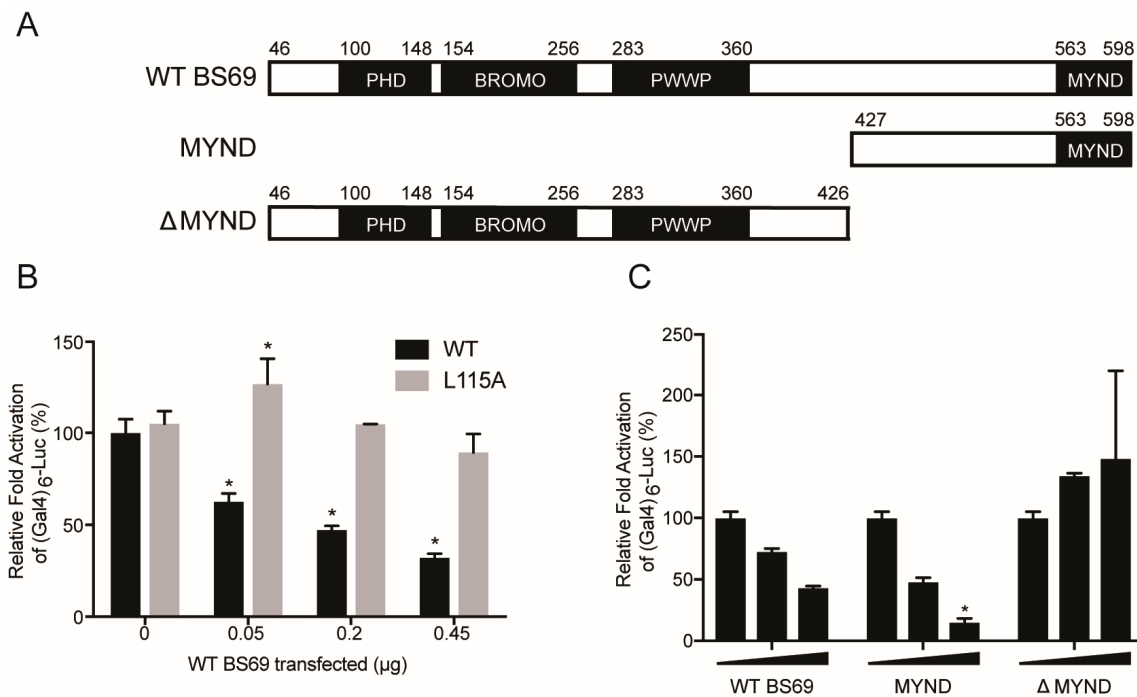 A
46 100 148 154 256 283 360 563 598
WT BS69 PHD BROMO PWWP MYND
427 563 598
MYND MYND
46 100 148 154 256 283 360 426
Δ MYND PHD BROMO PWWP
B
Relative Fold Activation
of (Gal4)6-Luc (%)
150
100
50
0
WT
L115A
*
*
*
*
0 0.05 0.2 0.45
WT BS69 transfected (µg)
C
Relative Fold Activation
of (Gal4)6-Luc (%)
250
200
150
100
50
0
*
WT BS69 MYND Δ MYND